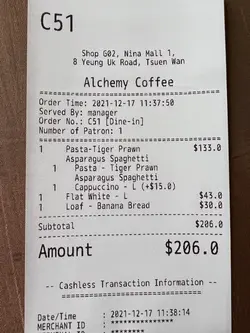 C51
Shop G02, Nina Mall 1,
8 Yeung Uk Road, Tsuen Wan
Alchemy Coffee
Order Time: 2021-12-17 11:37:50
Served By: manager
Order No.: C51 [Dine-in]
Number of Patron: 1
1 Pasta-Tiger Prawn $133.0
Asparagus Spaghetti
1 Pasta - Tiger Prawn
Asparagus Spaghetti
1 Cappuccino - L (+$15.0)
1 Flat White - L $43.0
1 Loaf - Banana Bread $30.0
Subtotal $206.0
Amount $206.0
-- Cashless Transaction Information --
Date/Time : 2021-12-17 11:38:14
MERCHANT ID : ***************